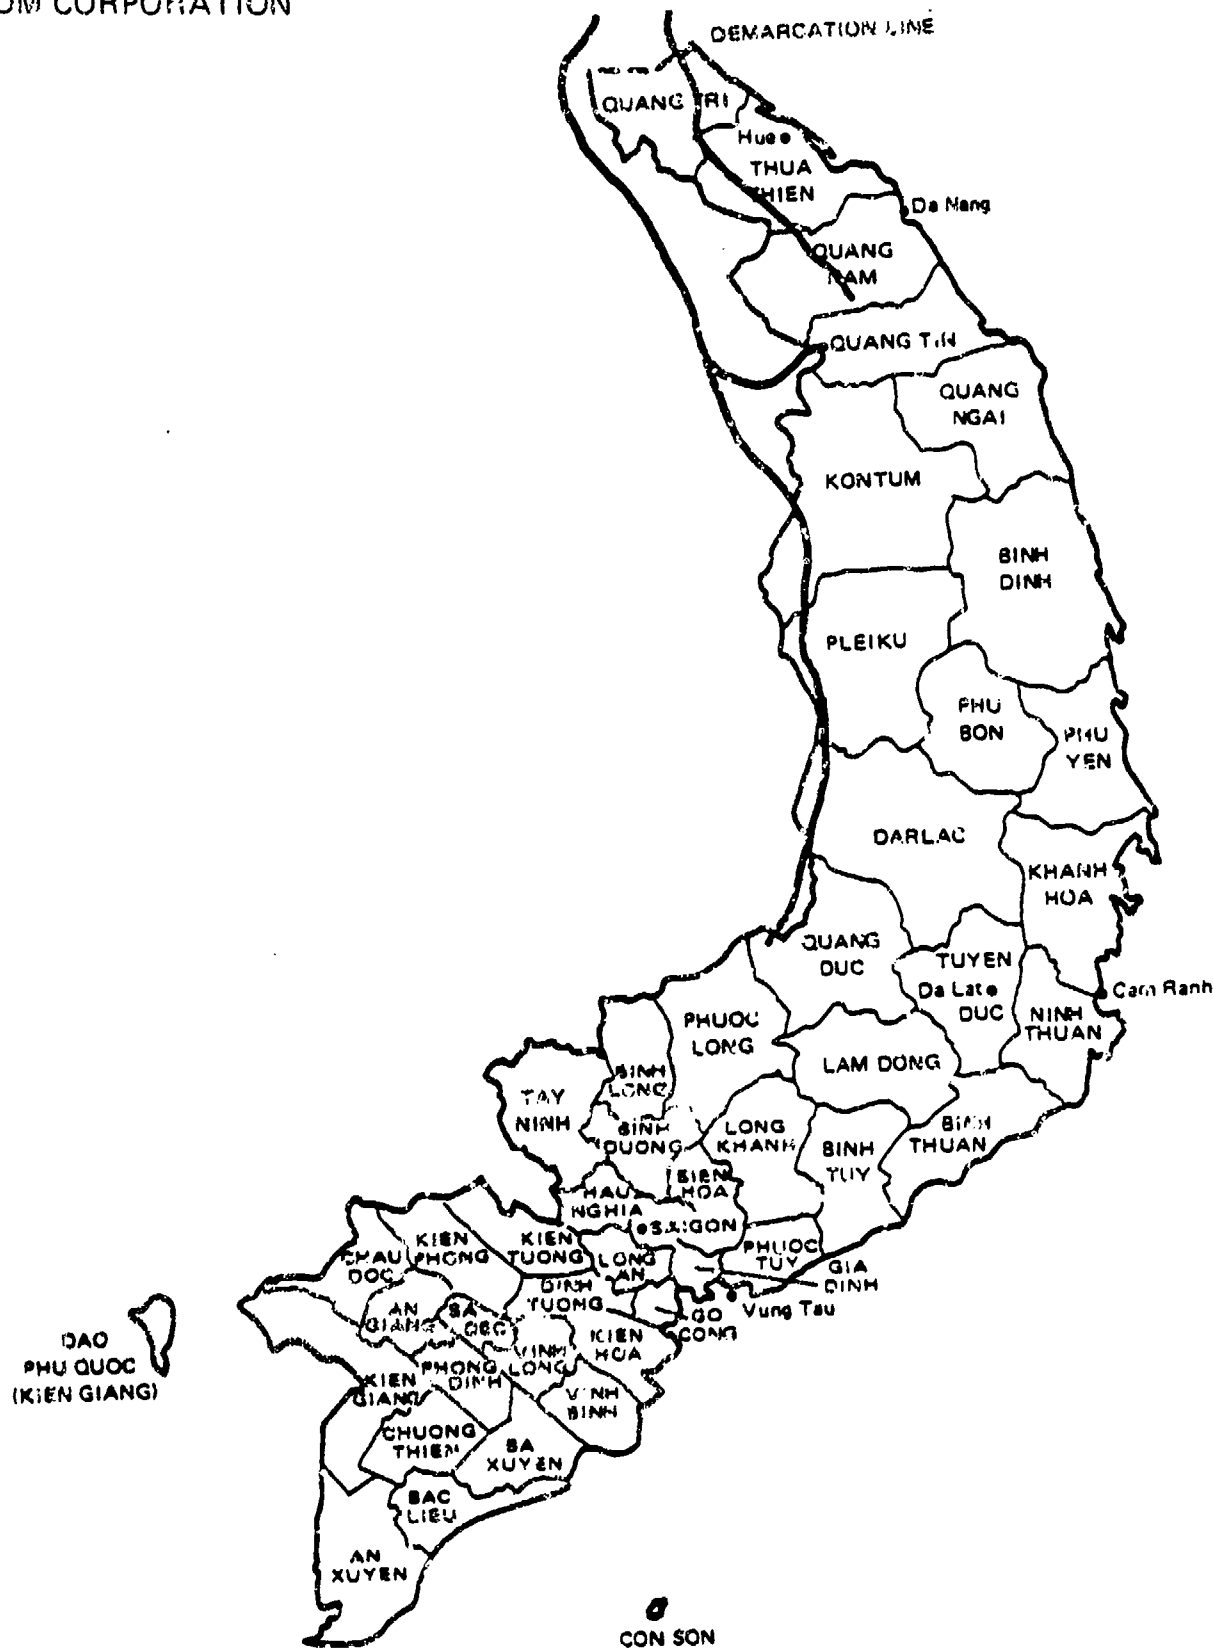 CORPORATION
DEMARCATION LINE
QUANG TRI
Hue
THUA
THIEN
Da Nang
QUANG
NAM
QUANG TIN
QUANG
NGAI
KONTUM
BINH
DINH
PLEIKU
PHU
BON
PHU
YEN
DARLAC
KHANH
HOA
QUANG
DUC
TUYEN
Da Lat
DUC
Cam Ranh
NINH
THUAN
PHUOC
LONG
LAM DONG
BINH
LONG
TAY
NINH
BINH
DUONG
LONG
KHANH
BINH
TUY
BINH
THUAN
BIEN
HOA
HAU
NGHIA
SAIGON
KIEN
PHONG
KIEN
TUONG
LONG
AN
PHUOC
TUY
GIA
DINH
CHAU
DOC
DINH
TUONG
Vung Tau
GO
CONG
AN
GIANG
SA
DEC
VINH
LONG
KIEN
HOA
DAO
PHU QUOC
(KIEN GIANG)
PHONG
DINH
KIEN
GIANG
VINH
BINH
CHUONG
THIEN
BA
XUYEN
BAC
LIEU
AN
XUYEN
CON SON